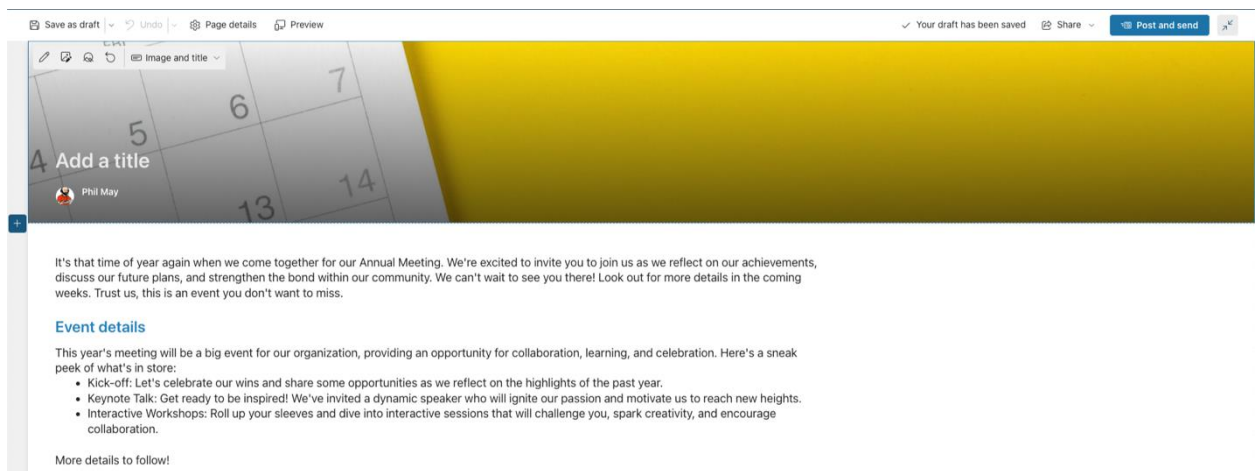 Save as draft Undo Page details Preview Your draft has been saved Share Post and send
Image and title
7
6
5
4 Add a title
14
Phil May
13
It's that time of year again when we come together for our Annual Meeting. We're excited to invite you to join us as we reflect on our achievements,
discuss our future plans, and strengthen the bond within our community. We can't wait to see you there! Look out for more details in the coming
weeks. Trust us, this is an event you don't want to miss.
Event details
This year's meeting will be a big event for our organization, providing an opportunity for collaboration, learning, and celebration. Here's a sneak
peek of what's in store:
• Kick-off: Let's celebrate our wins and share some opportunities as we reflect on the highlights of the past year.
• Keynote Talk: Get ready to be inspired! We've invited a dynamic speaker who will ignite our passion and motivate us to reach new heights.
• Interactive Workshops: Roll up your sleeves and dive into interactive sessions that will challenge you, spark creativity, and encourage
collaboration.
More details to follow!